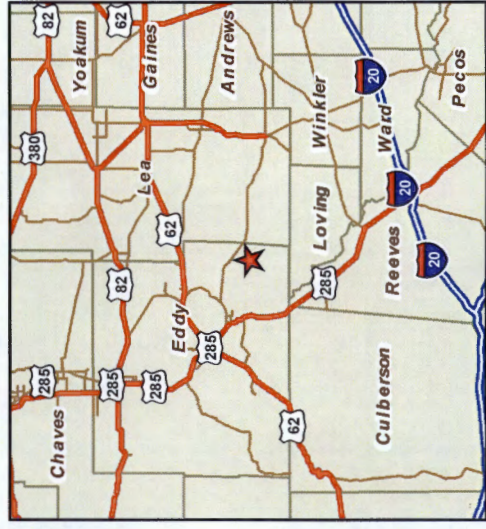 82
62
Yoakum
Gaines
Andrews
380
Lea
20
Pecos
Ward
Winkler
20
Loving
62
82
285
Reeves
20
285
Eddy
285
285
285
Chaves
62
Culberson